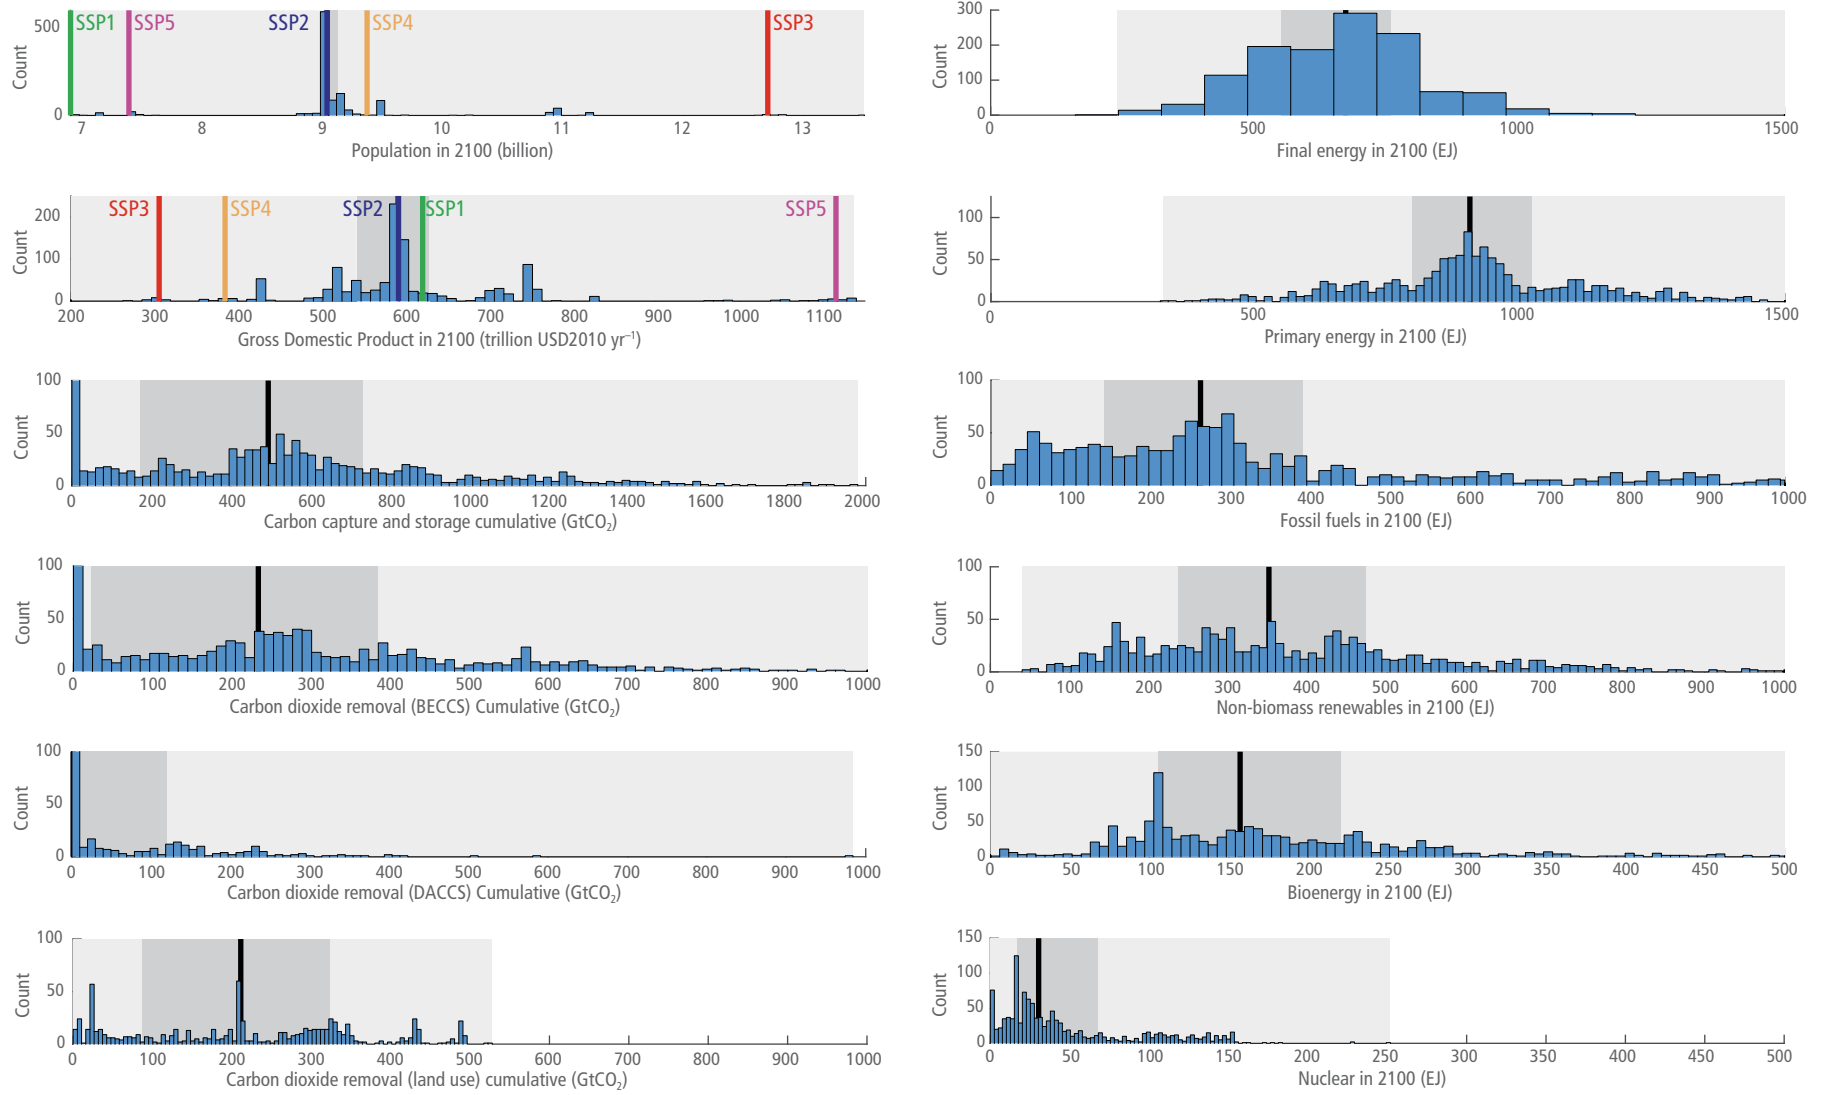 500
0
Count
SSP1
SSP5
SSP2
SSP4
SSP3
7 8 9 10 11 12 13
Population in 2100 (billion)
300
200
100
0
Count
0 500 1000 1500
Final energy in 2100 (EJ)
200
100
0
Count
SSP3
SSP4
SSP2
SSP1
SSP5
200 300 400 500 600 700 800 900 1000 1100
Gross Domestic Product in 2100 (trillion USD2010 yr⁻¹)
100
50
0
Count
0 500 1000 1500
Primary energy in 2100 (EJ)
100
50
0
Count
0 200 400 600 800 1000 1200 1400 1600 1800 2000
Carbon capture and storage cumulative (GtCO₂)
100
50
0
Count
0 100 200 300 400 500 600 700 800 900 1000
Fossil fuels in 2100 (EJ)
100
50
0
Count
0 100 200 300 400 500 600 700 800 900 1000
Carbon dioxide removal (BECCS) Cumulative (GtCO₂)
100
50
0
Count
0 100 200 300 400 500 600 700 800 900 1000
Non-biomass renewables in 2100 (EJ)
100
50
0
Count
0 100 200 300 400 500 600 700 800 900 1000
Carbon dioxide removal (DACCS) Cumulative (GtCO₂)
150
100
50
0
Count
0 50 100 150 200 250 300 350 400 450 500
Bioenergy in 2100 (EJ)
100
50
0
Count
0 100 200 300 400 500 600 700 800 900 1000
Carbon dioxide removal (land use) cumulative (GtCO₂)
150
100
50
0
Count
0 50 100 150 200 250 300 350 400 450 500
Nuclear in 2100 (EJ)